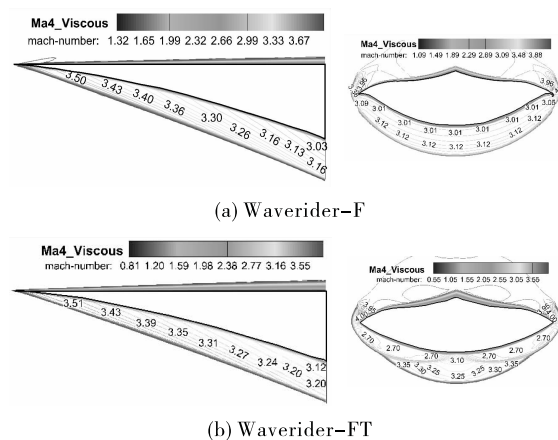 Ma4_Viscous
mach-number: 1.32 1.65 1.99 2.32 2.66 2.99 3.33 3.67
3.50 3.43 3.40 3.36 3.30 3.26 3.16 3.13 3.03 3.16
Ma4_Viscous
mach-number: 1.09 1.49 1.89 2.29 2.69 3.09 3.48 3.88
3.96
3.09 3.01 3.01 3.01 3.01 3.01 3.01 3.05
3.12 3.12 3.12 3.12 3.12
(a) Waverider-F
Ma4_Viscous
mach-number: 0.81 1.20 1.59 1.98 2.38 2.77 3.16 3.55
3.51 3.43 3.39 3.35 3.31 3.27 3.24 3.20 3.12 3.20
Ma4_Viscous
mach-number: 0.55 1.05 1.55 2.05 2.55 3.05 3.55
2.70 2.70 3.10 2.70 2.70
3.35 3.30 3.25 3.25 3.25 3.30 3.35
(b) Waverider-FT